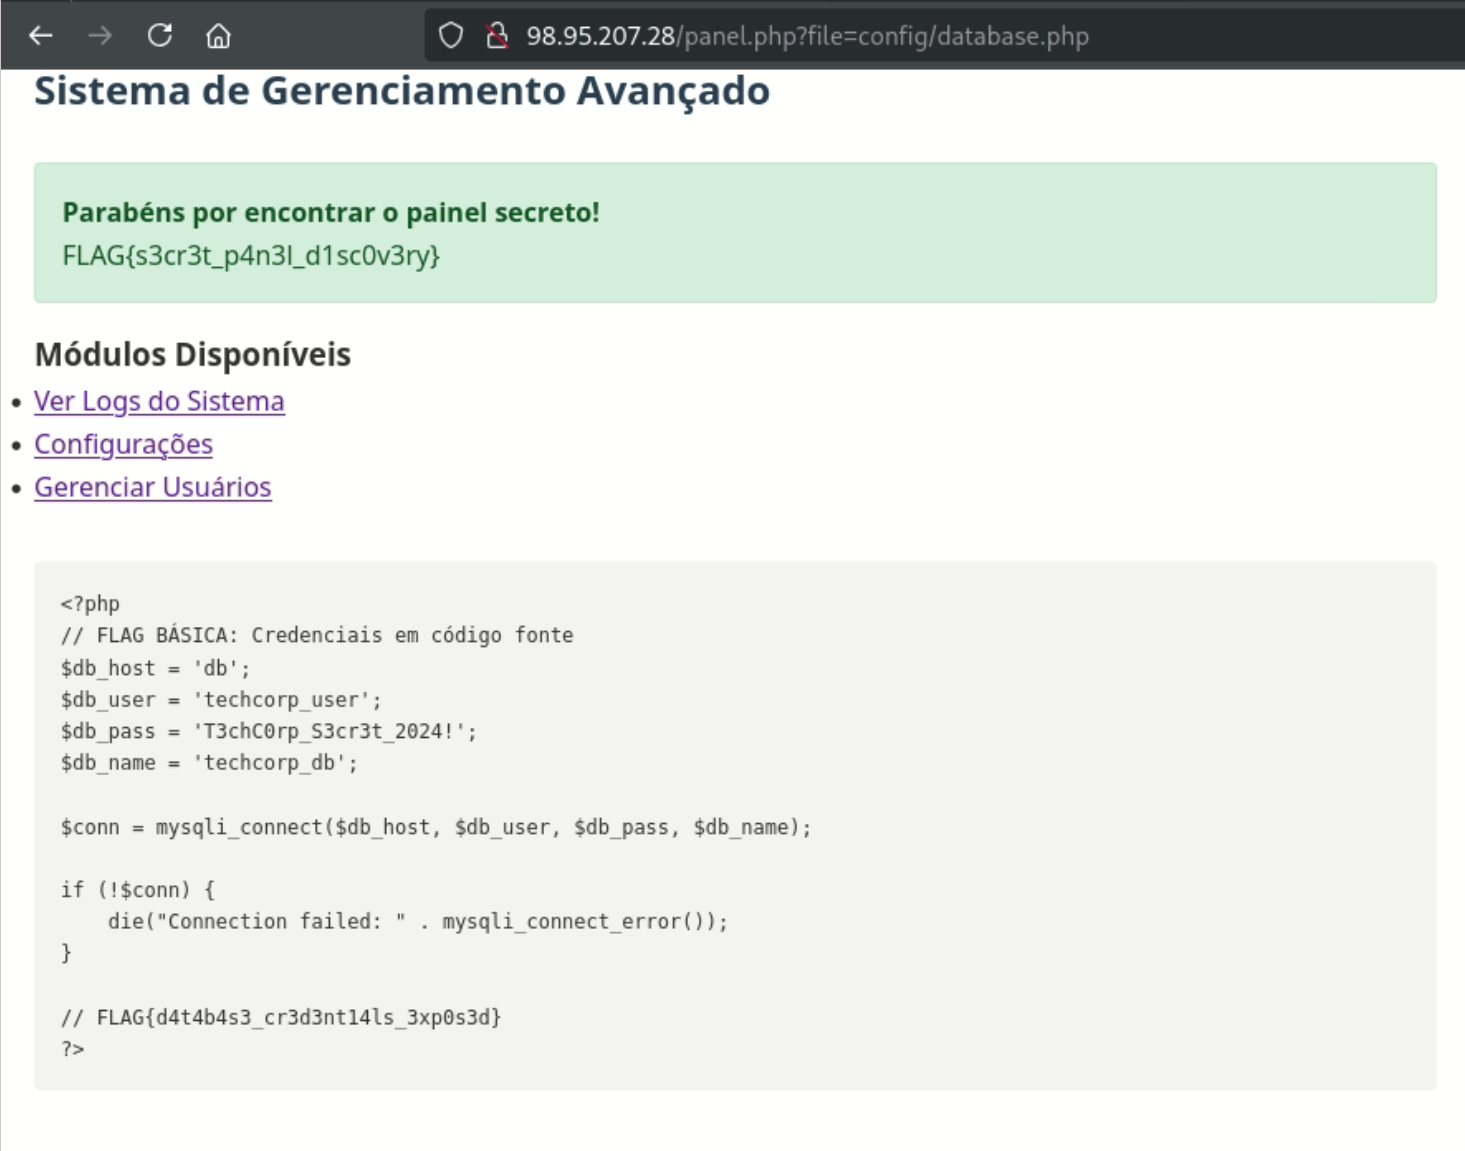 98.95.207.28/panel.php?file=config/database.php
Sistema de Gerenciamento Avançado
Parabéns por encontrar o painel secreto!
FLAG{s3cr3t_p4n3l_d1sc0v3ry}
Módulos Disponíveis
• Ver Logs do Sistema
• Configurações
• Gerenciar Usuários
<?php
// FLAG BÁSICA: Credenciais em código fonte
$db_host = 'db';
$db_user = 'techcorp_user';
$db_pass = 'T3chC0rp_S3cr3t_2024!';
$db_name = 'techcorp_db';
$conn = mysqli_connect($db_host, $db_user, $db_pass, $db_name);
if (!$conn) {
    die("Connection failed: " . mysqli_connect_error());
}
// FLAG{d4t4b4s3_cr3d3nt14ls_3xp0s3d}
?>